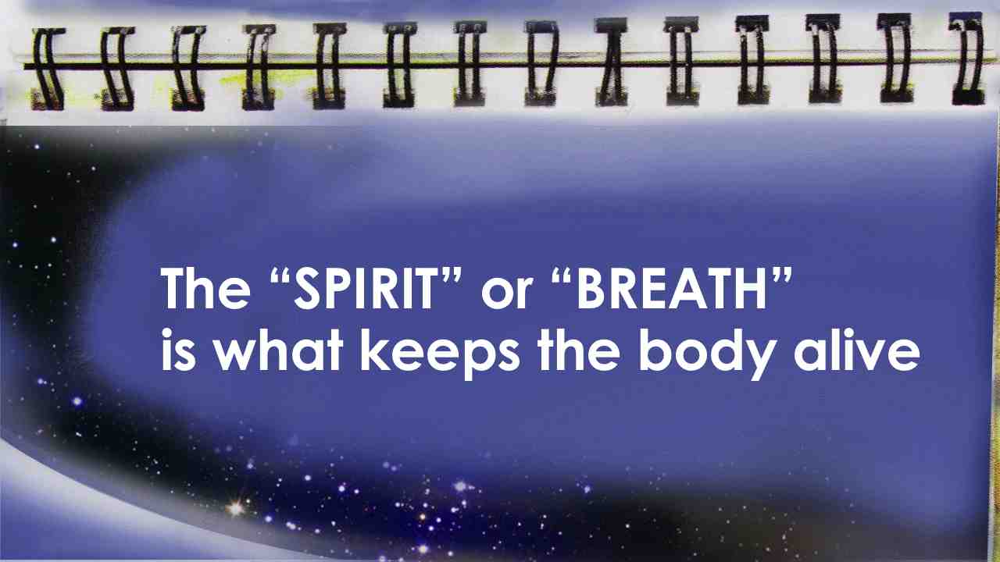 The “SPIRIT” or “BREATH”
is what keeps the body alive